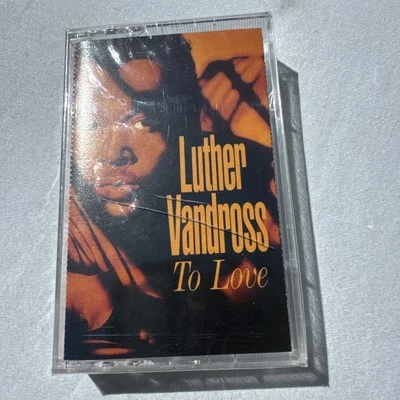 Luther
Vandross
To Love